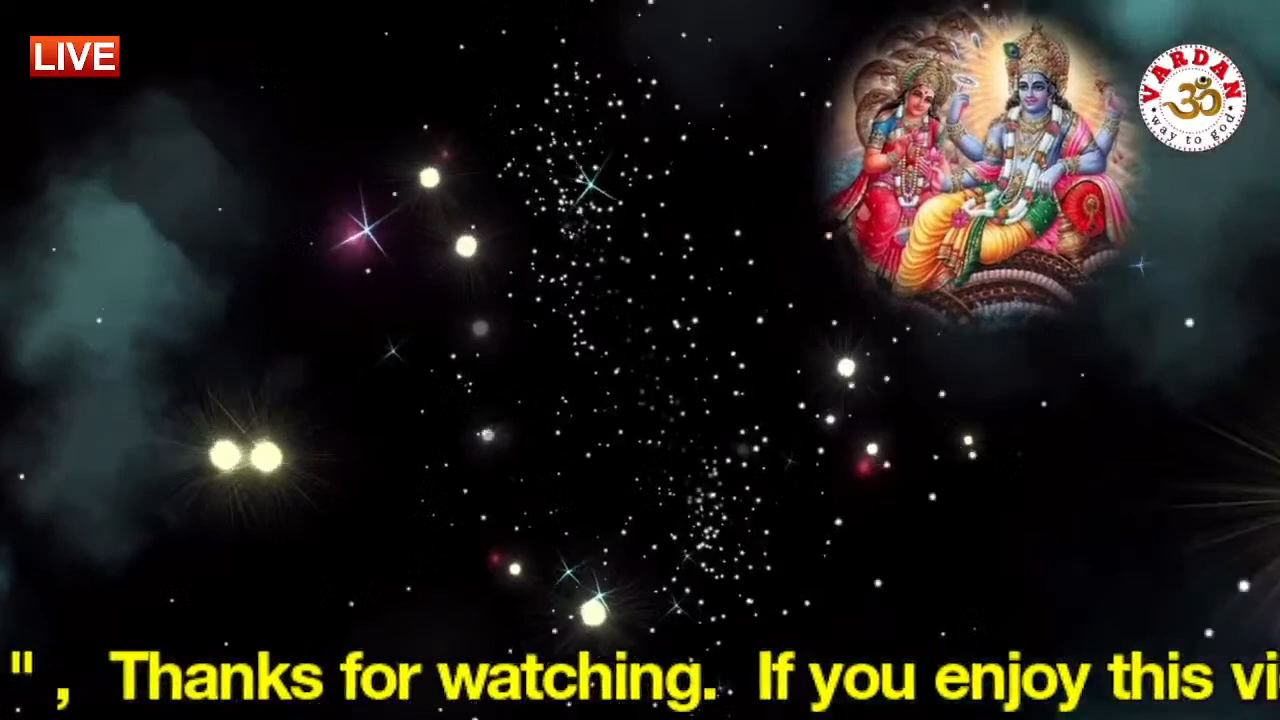 LIVE
VARDAN
ॐ
way to god
" , Thanks for watching. If you enjoy this vi